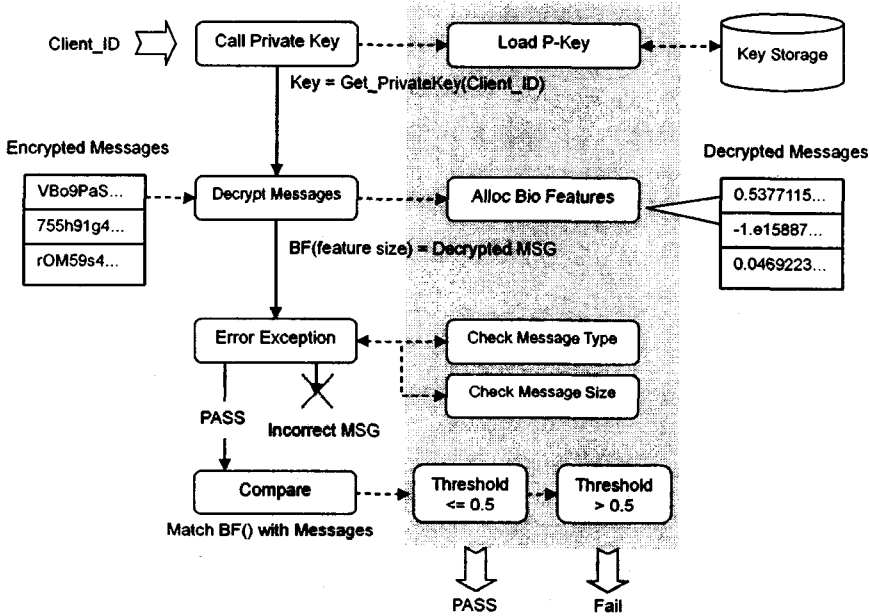 Client_ID
Call Private Key
Load P-Key
Key Storage
Key = Get_PrivateKey(Client_ID)
Encrypted Messages
Decrypted Messages
VBo9PaS...
755h91g4...
rOM59s4...
Decrypt Messages
Alloc Bio Features
0.5377115...
-1.e15887...
0.0469223...
BF(feature size) = Decrypted MSG
Error Exception
Check Message Type
Check Message Size
PASS
Incorrect MSG
Compare
Threshold
<= 0.5
Threshold
> 0.5
Match BF() with Messages
PASS
Fail